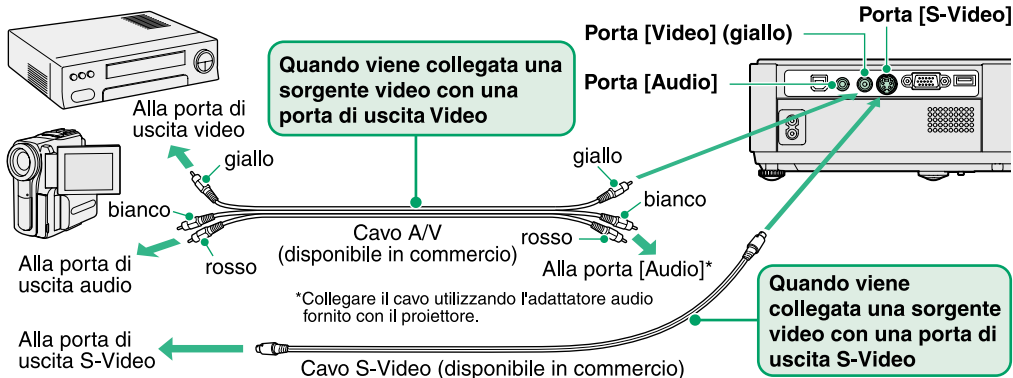 Porta [S-Video]
Porta [Video] (giallo)
Porta [Audio]
Quando viene collegata una
sorgente video con una
porta di uscita Video
Alla porta di
uscita video
giallo
giallo
bianco
bianco
rosso
rosso
Cavo A/V
(disponibile in commercio)
Alla porta di
uscita audio
Alla porta [Audio]*
*Collegare il cavo utilizzando l'adattatore audio
fornito con il proiettore.
Quando viene
collegata una sorgente
video con una porta di
uscita S-Video
Alla porta di
uscita S-Video
Cavo S-Video (disponibile in commercio)